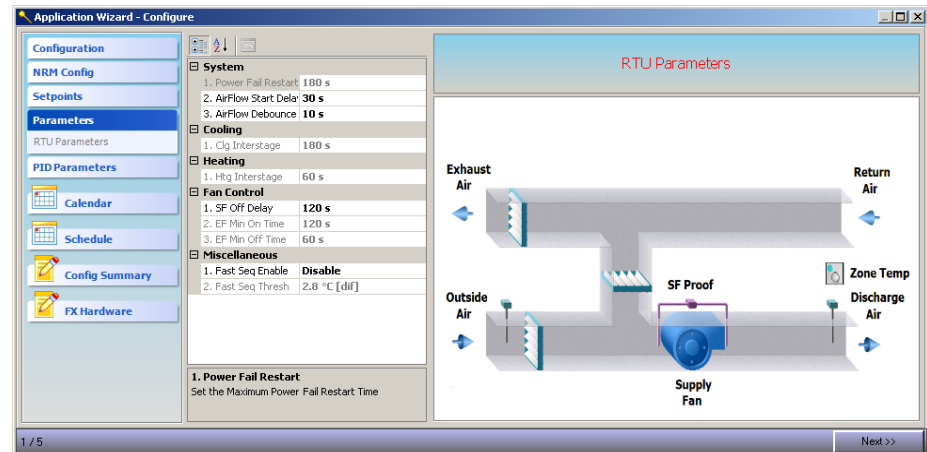 Application Wizard - Configure
Configuration
NRM Config
Setpoints
Parameters
RTU Parameters
PID Parameters
Calendar
Schedule
Config Summary
FX Hardware
System
1. Power Fail Restart 180 s
2. AirFlow Start Dela 30 s
3. AirFlow Debounce 10 s
Cooling
1. Clg Interstage 180 s
Heating
1. Htg Interstage 60 s
Fan Control
1. SF Off Delay 120 s
2. EF Min On Time 120 s
3. EF Min Off Time 60 s
Miscellaneous
1. Fast Seq Enable Disable
2. Fast Seq Thresh 2.8 °C [dif]
1. Power Fail Restart
Set the Maximum Power Fail Restart Time
RTU Parameters
Exhaust
Air
Return
Air
Zone Temp
SF Proof
Outside
Air
Discharge
Air
Supply
Fan
1 / 5
Next >>